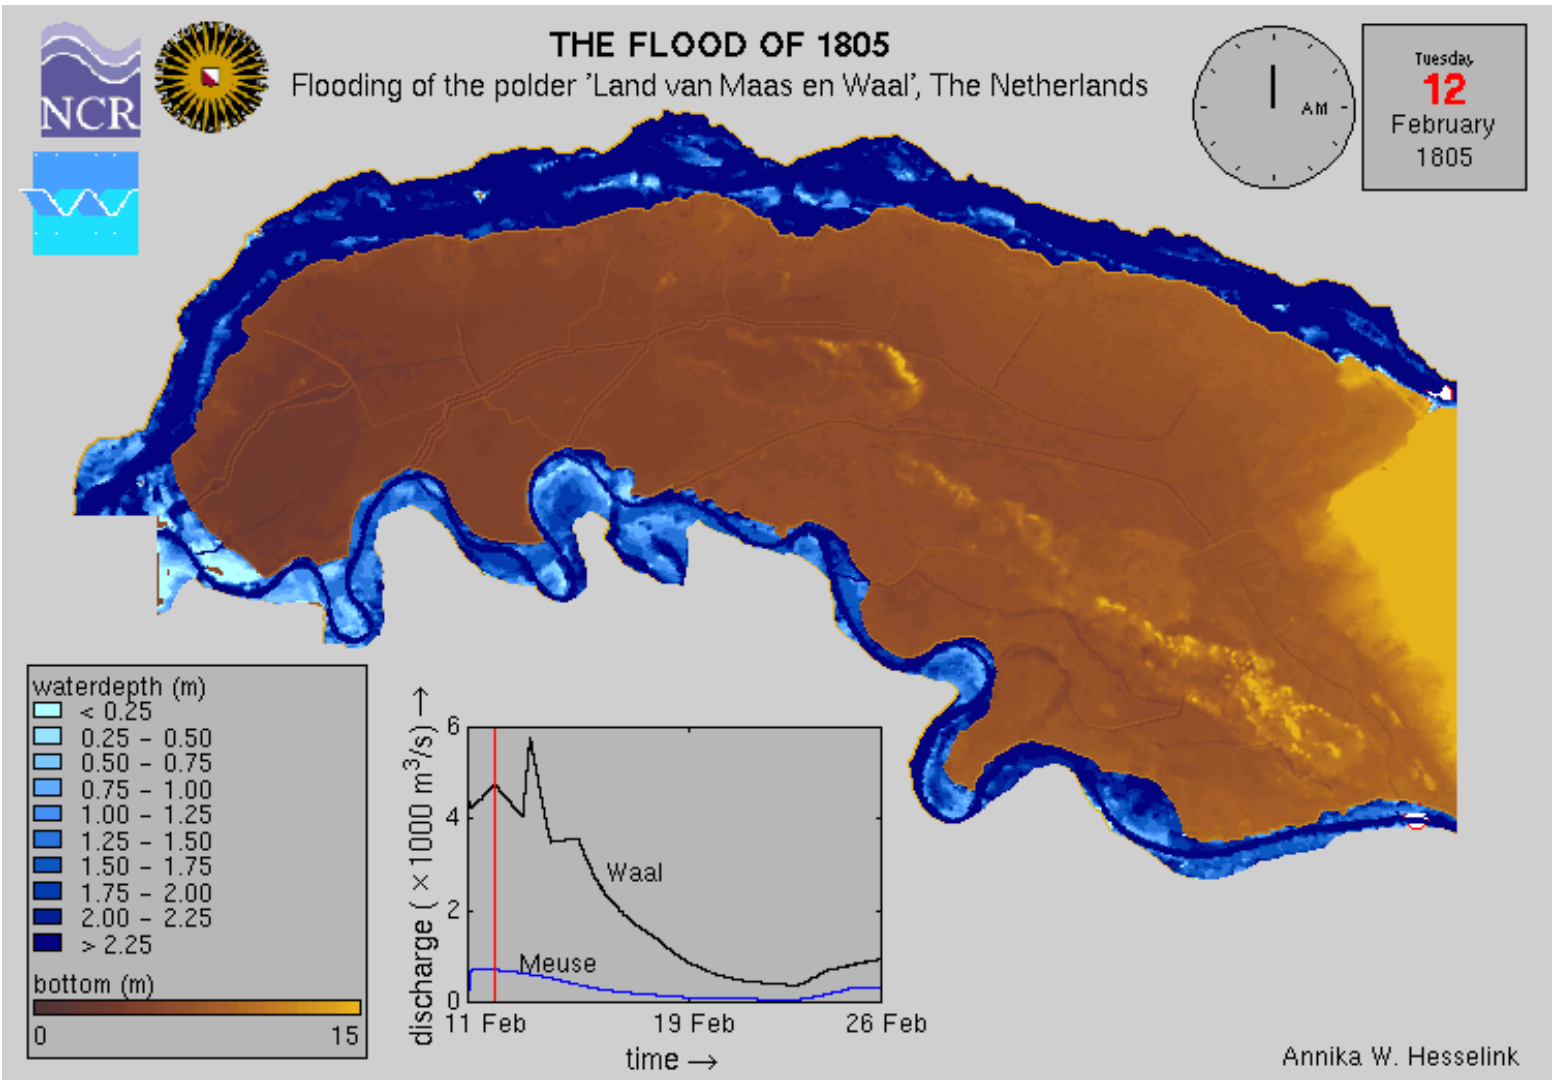 THE FLOOD OF 1805
Flooding of the polder 'Land van Maas en Waal', The Netherlands
NCR
AM
Tuesday
12
February
1805
waterdepth (m)
< 0.25
0.25 - 0.50
0.50 - 0.75
0.75 - 1.00
1.00 - 1.25
1.25 - 1.50
1.50 - 1.75
1.75 - 2.00
2.00 - 2.25
> 2.25
bottom (m)
0 15
discharge ( × 1000 m³/s) →
6
4
2
0
Waal
Meuse
11 Feb 19 Feb 26 Feb
time →
Annika W. Hesselink